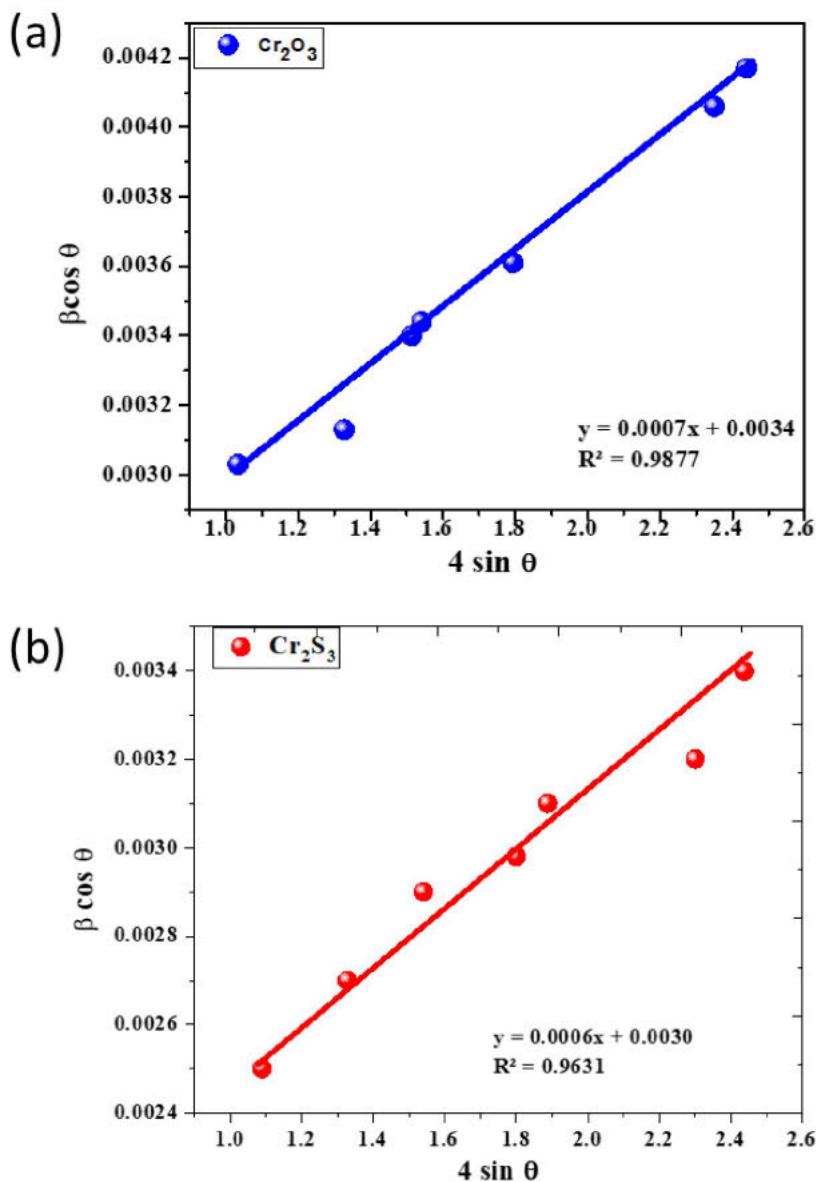 (a)
Cr₂O₃
0.0042
0.0040
0.0036
0.0034
0.0032
0.0030
βcos θ
y = 0.0007x + 0.0034
R² = 0.9877
1.0 1.2 1.4 1.6 1.8 2.0 2.2 2.4 2.6
4 sin θ
(b)
Cr₂S₃
0.0034
0.0032
0.0030
0.0028
0.0026
0.0024
β cos θ
y = 0.0006x + 0.0030
R² = 0.9631
1.0 1.2 1.4 1.6 1.8 2.0 2.2 2.4 2.6
4 sin θ